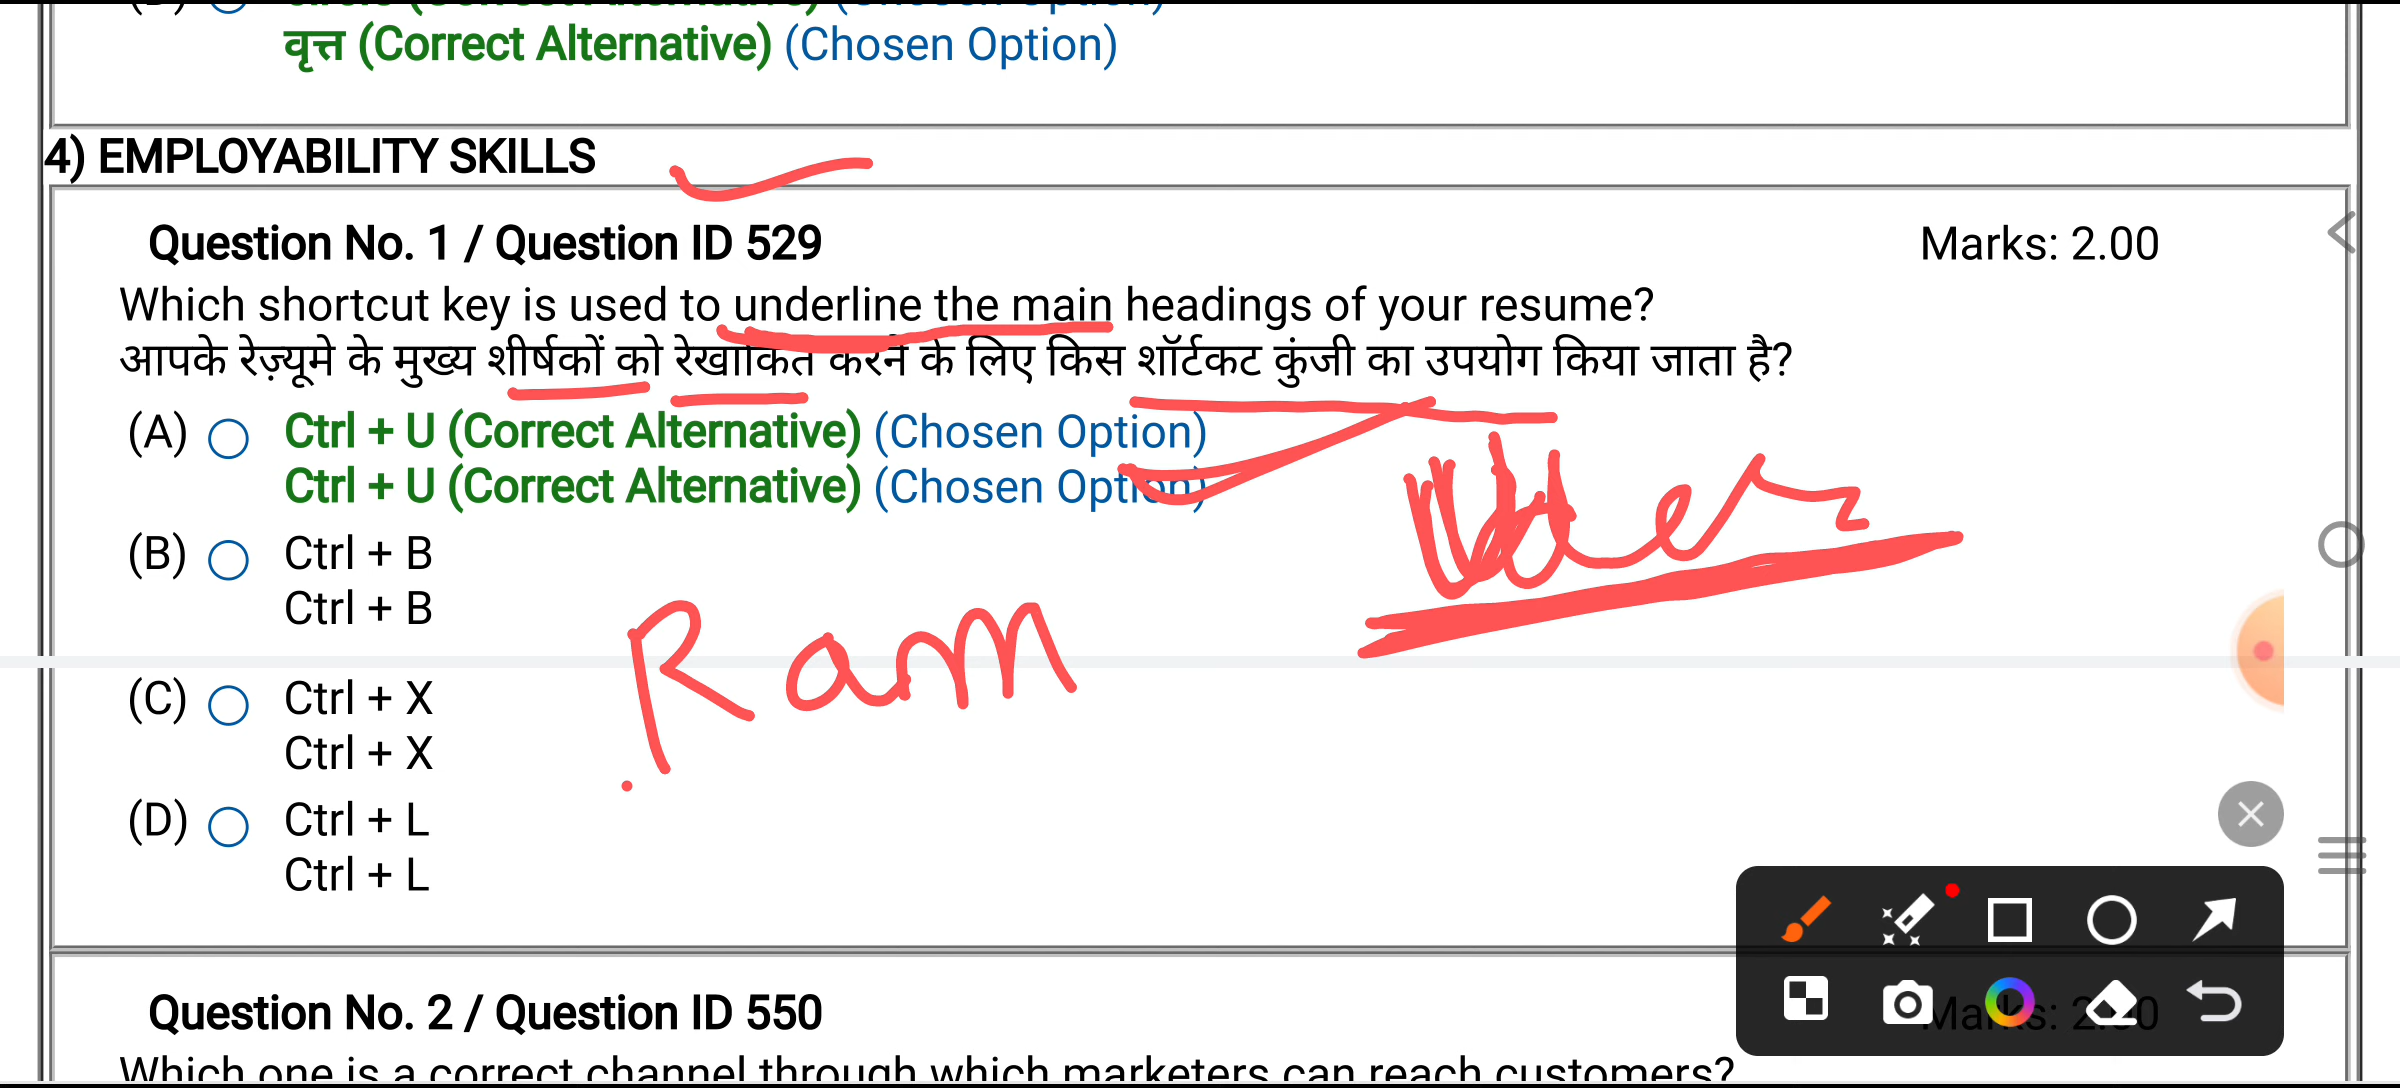 वृत्त (Correct Alternative) (Chosen Option)
4) EMPLOYABILITY SKILLS
Question No. 1 / Question ID 529
Marks: 2.00
Which shortcut key is used to underline the main headings of your resume?
आपके रेज़्यूमे के मुख्य शीर्षकों को रेखांकित करने के लिए किस शॉर्टकट कुंजी का उपयोग किया जाता है?
(A) Ctrl + U (Correct Alternative) (Chosen Option)
Ctrl + U (Correct Alternative) (Chosen Option)
(B) Ctrl + B
Ctrl + B
Ram
(C) Ctrl + X
Ctrl + X
(D) Ctrl + L
Ctrl + L
Question No. 2 / Question ID 550
Marks: 2.00
Which one is a correct channel through which marketers can reach customers?